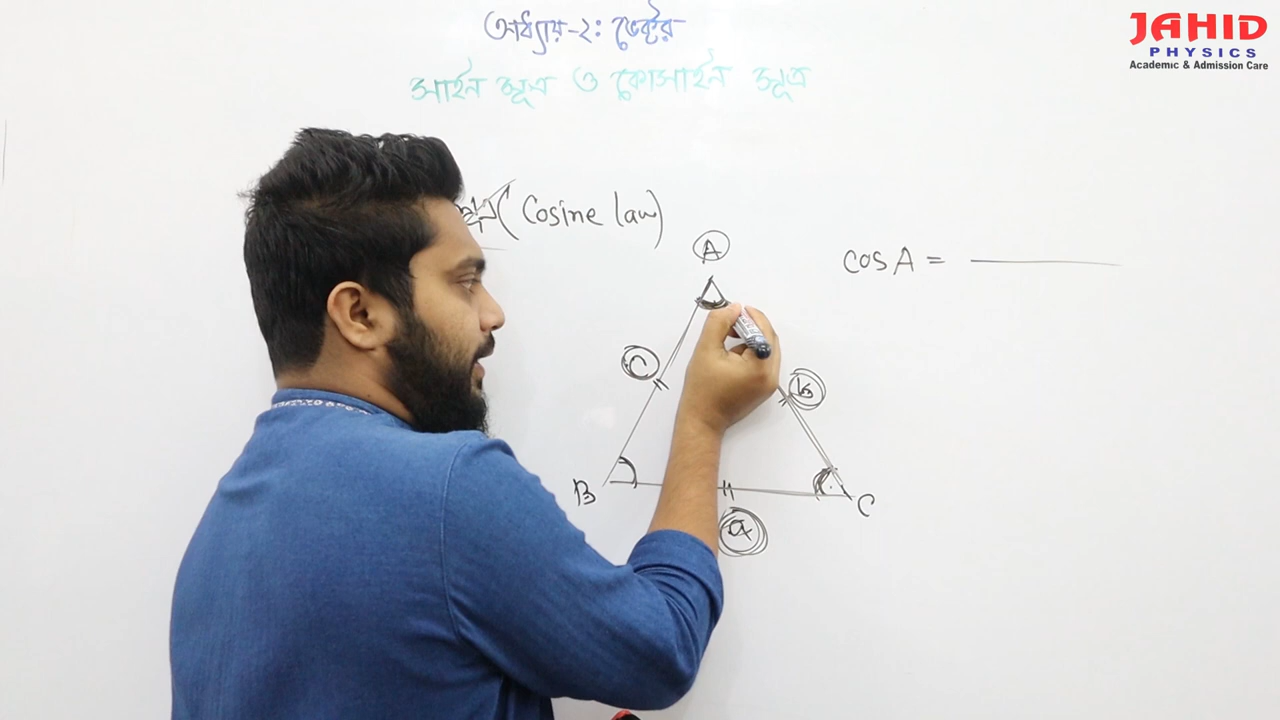 অধ্যায়-২: ভেক্টর
সাইন সূত্র ও কোসাইন সূত্র
JAHID
PHYSICS
Academic & Admission Care
সূত্র (Cosine law)
A
cos A =
C
b
B
C
a